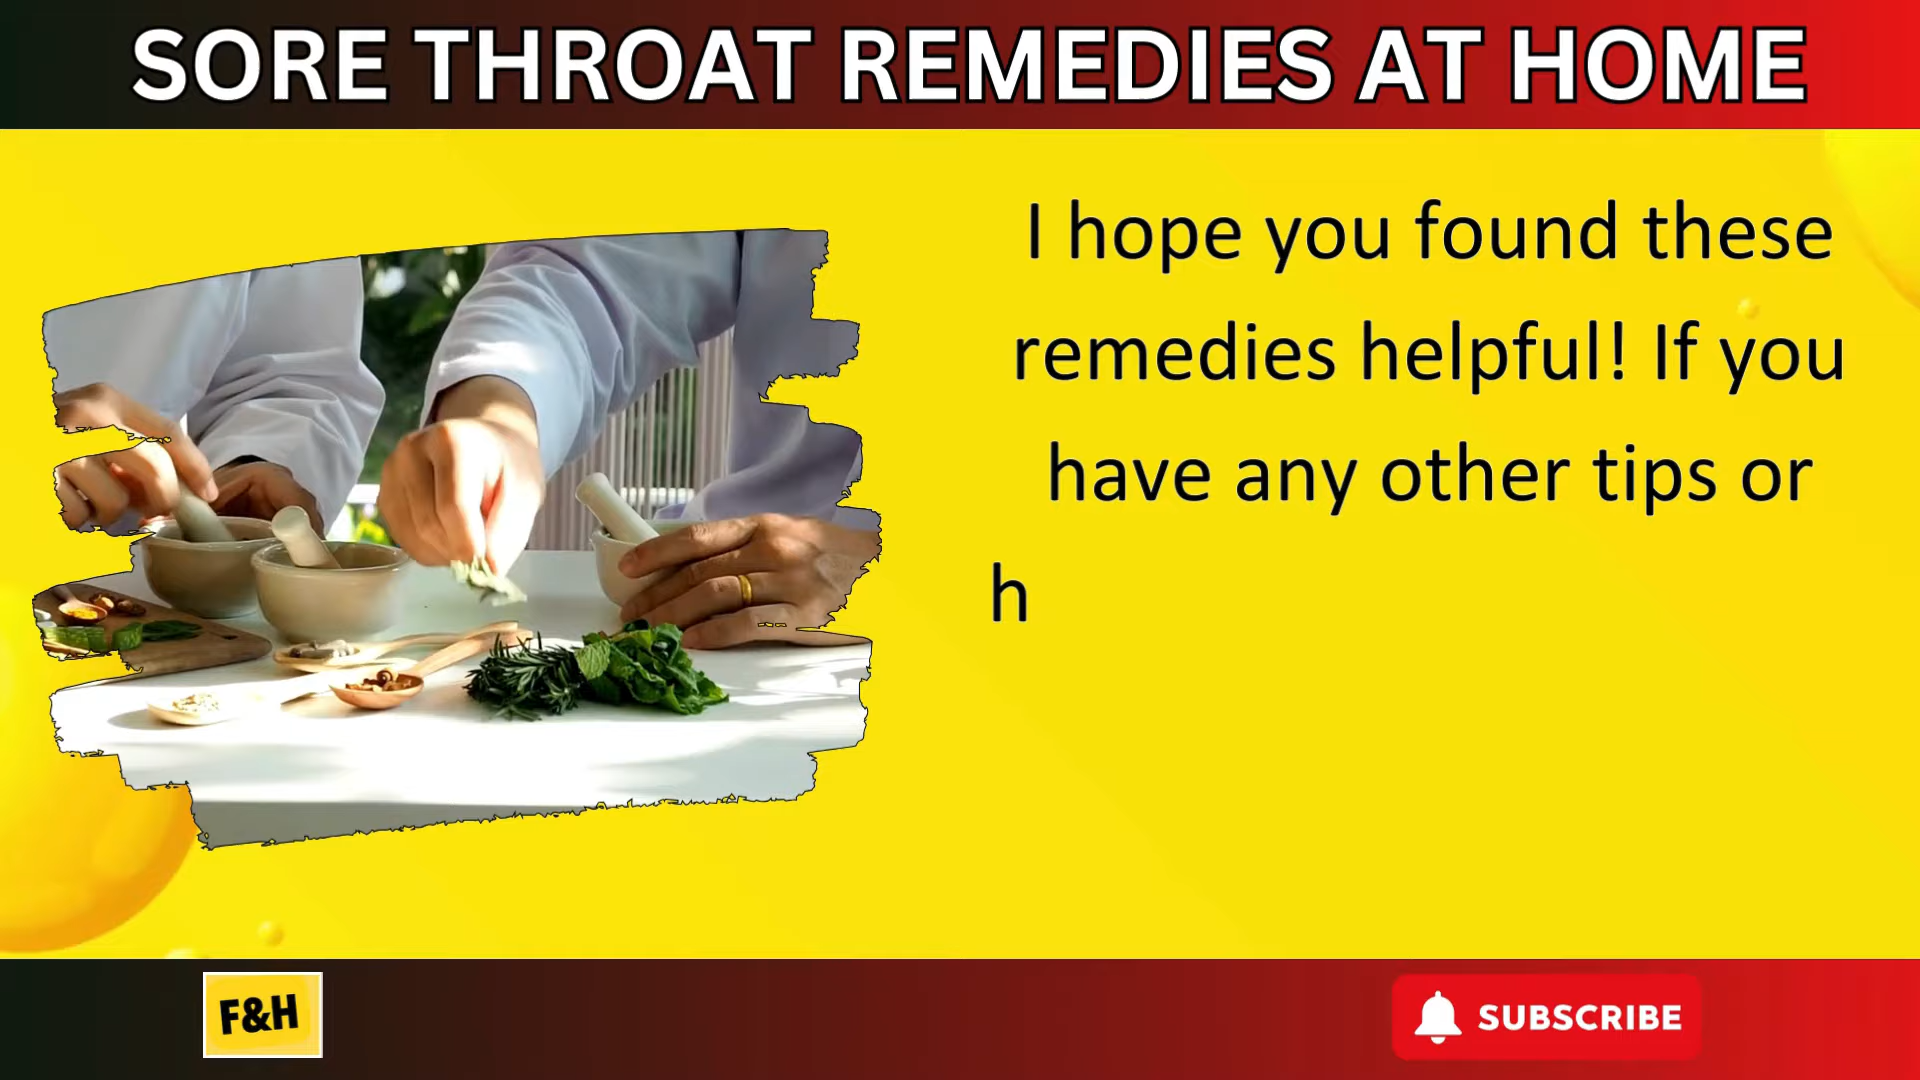 SORE THROAT REMEDIES AT HOME
I hope you found these
remedies helpful! If you
have any other tips or
h
F&H
SUBSCRIBE